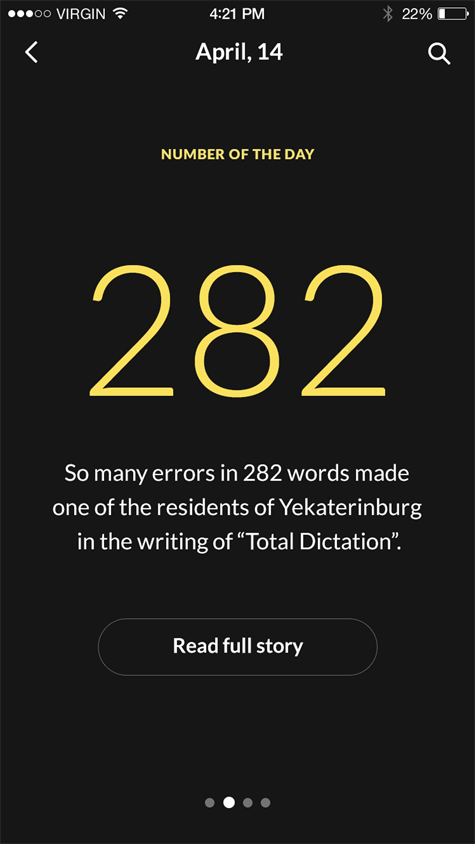 VIRGIN 4:21 PM 22%
April, 14
NUMBER OF THE DAY
282
So many errors in 282 words made
one of the residents of Yekaterinburg
in the writing of “Total Dictation”.
Read full story